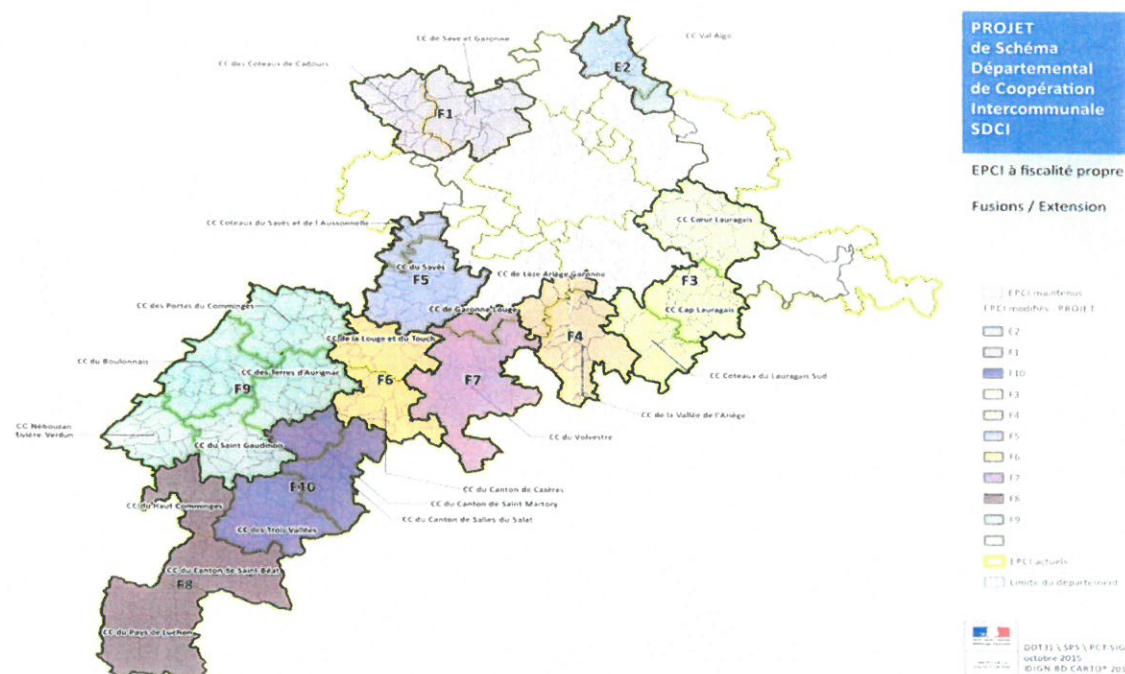 CC de Save et Garonne
CC des Coteaux de Cadours
CC Val Aïgo
E2
F1
PROJET
de Schéma
Départemental
de Coopération
Intercommunale
SDCI
EPCI à fiscalité propre
Fusions / Extension
CC Coteaux du Savès et de l'Aussonnelle
CC Cœur Lauragais
CC du Savès
F5
CC de Lèze Ariège Garonne
F3
CC des Portes du Comminges
CC de Garonne Louge
CC Cap Lauragais
F4
CC de la Louge et du Touch
CC du Boulonnais
CC des Terres d'Aurignac
F9
F6
F7
CC Coteaux du Lauragais Sud
CC de la Vallée de l'Ariège
CC Nébouzan
Rivière Verdun
CC du Volvestre
CC du Saint Gaudinois
CC du Canton de Cazères
F10
CC du Canton de Saint Martory
CC du Haut Comminges
CC du Canton de Salies du Salat
CC des Trois Vallées
CC du Canton de Saint Béat
F8
CC du Pays de Luchon
EPCI maintenus
EPCI modifiés - PROJET
E2
F1
F10
F3
F4
F5
F6
F7
F8
F9
EPCI actuels
Limite du département
DDT31 \ SPS \ PCT-SIG
octobre 2015
©IGN BD CARTO® 201